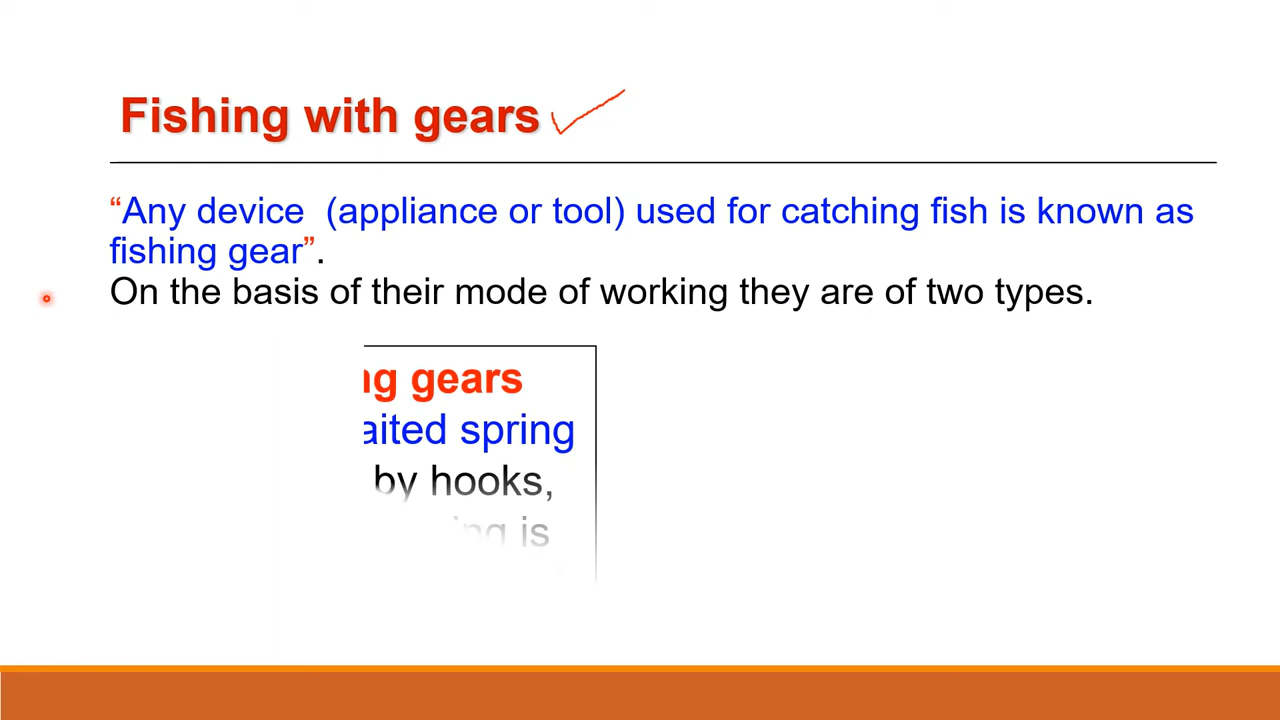 Fishing with gears
“Any device (appliance or tool) used for catching fish is known as
fishing gear”.
On the basis of their mode of working they are of two types.
gears
spring
by hooks,
is